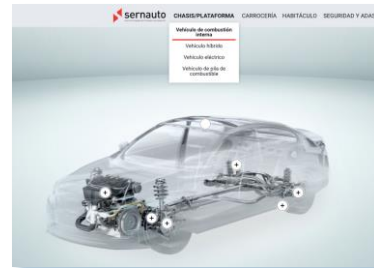 sernauto
CHASIS/PLATAFORMA CARROCERÍA HABITÁCULO SEGURIDAD Y ADAS
Vehículo de combustión
interna
Vehículo híbrido
Vehículo eléctrico
Vehículo de pila de
combustible